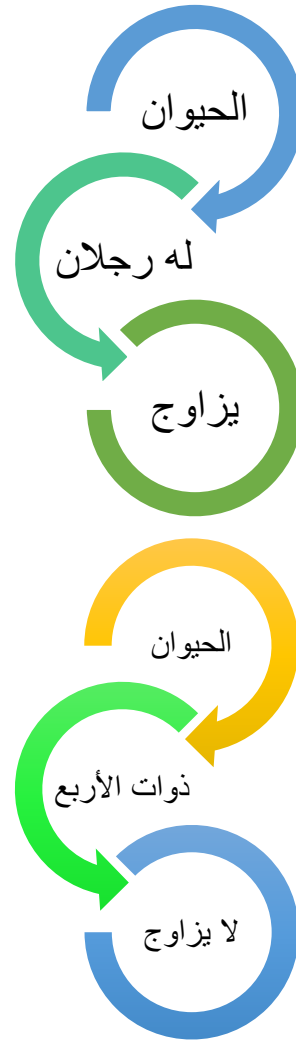 الحيوان
له رجلان
يزاوج
الحيوان
ذوات الأربع
لا يزاوج